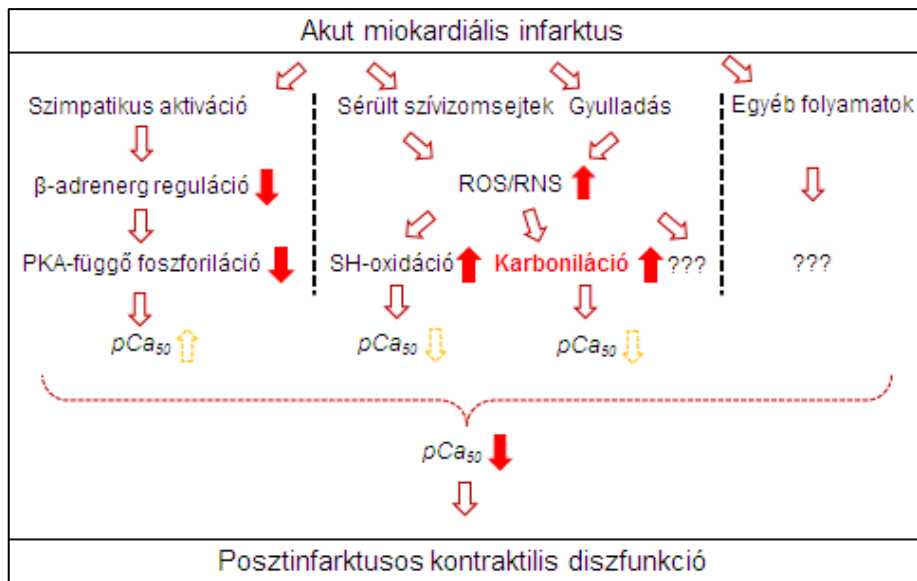 Akut miokardiális infarktus
Szimpatikus aktiváció
Sérült szívizomsejtek
Gyulladás
Egyéb folyamatok
β-adrenerg reguláció
ROS/RNS
PKA-függő foszforiláció
SH-oxidáció
Karboniláció
???
???
pCa50
pCa50
pCa50
pCa50
Posztinfarktusos kontraktilis diszfunkció